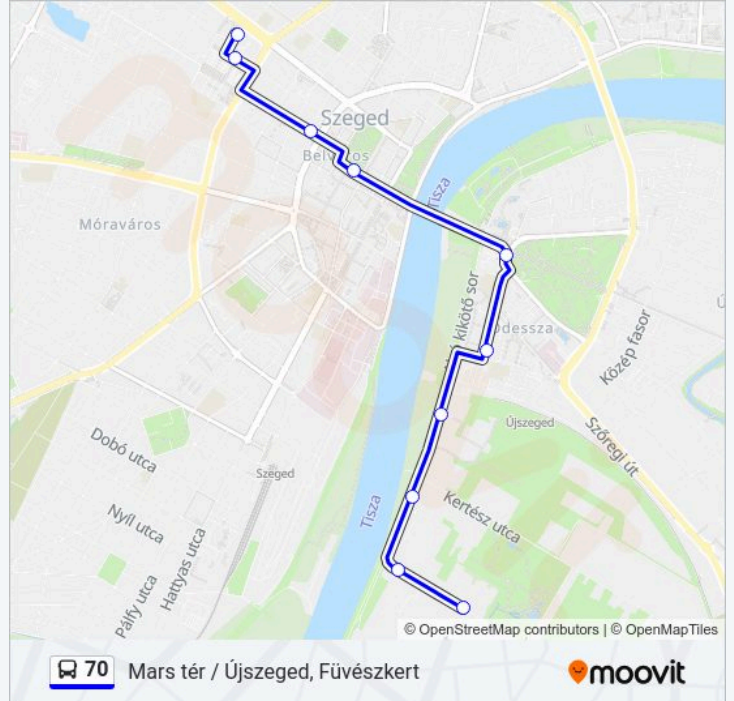 Szeged
Belváros
Tisza
Móraváros
kikötő sor
Odessza
Közép fasor
Újszeged
Szőregi út
Dobó utca
Szeged
Tisza
Kertész utca
Nyíl utca
Hattyas utca
Pálfy utca
© OpenStreetMap contributors | © OpenMapTiles
70 Mars tér / Újszeged, Füvészkert
moovit